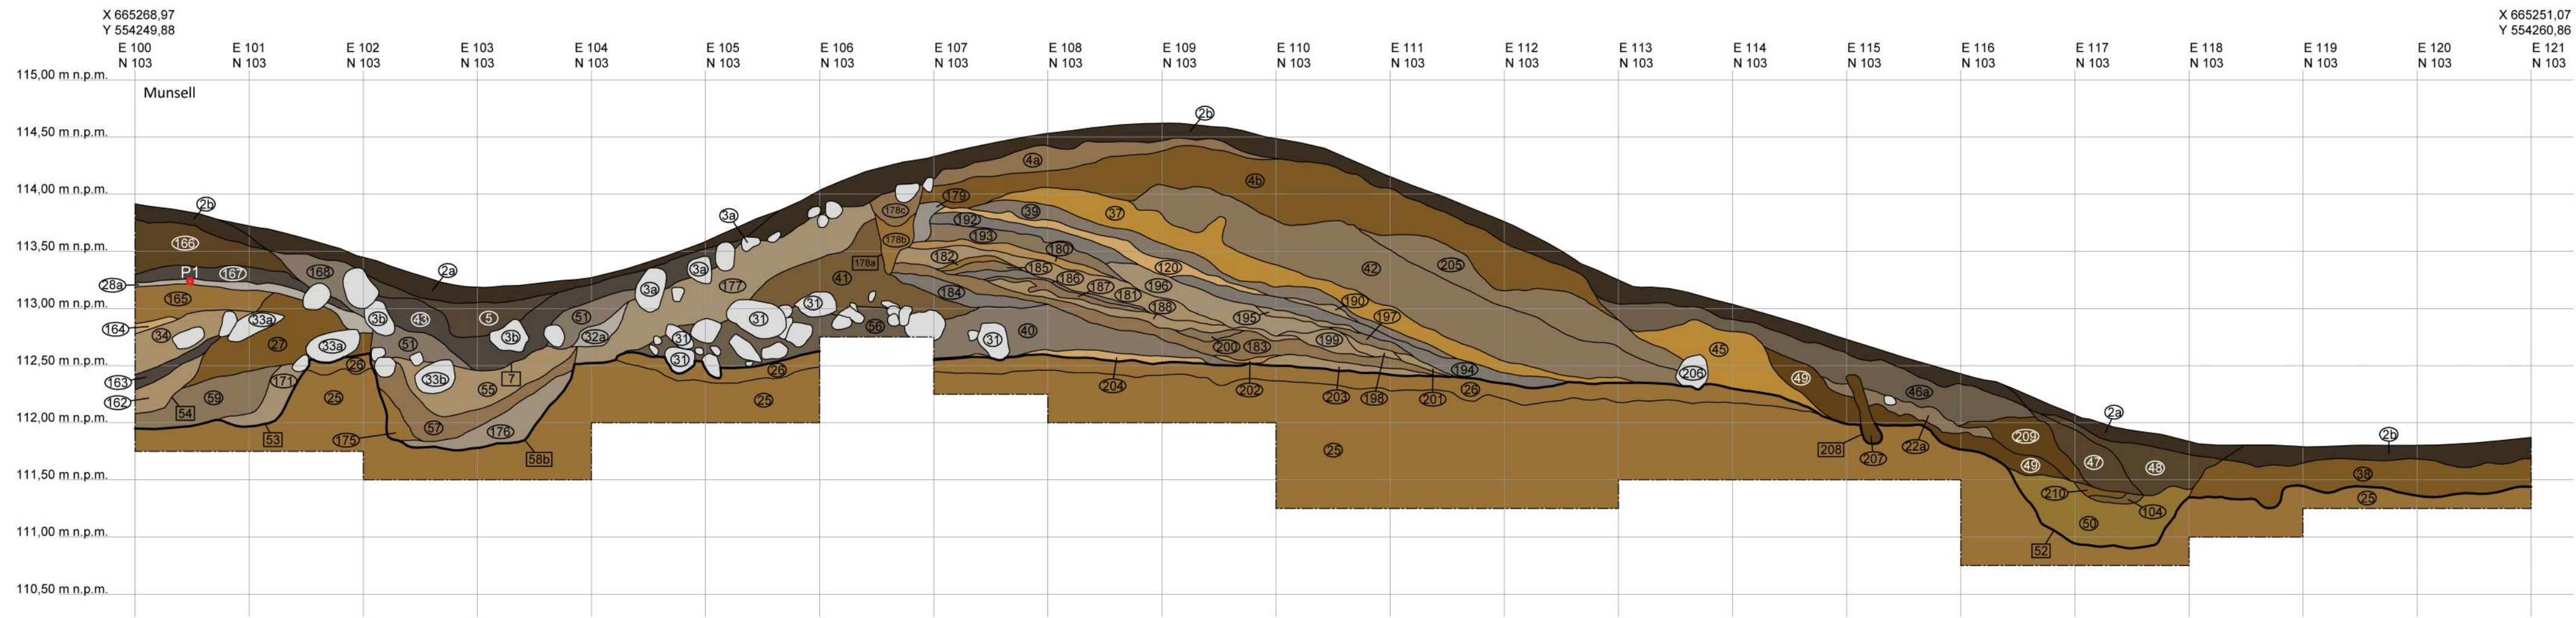 X 665268,97
Y 554249,88
X 665251,07
Y 554260,86
E 100 E 101 E 102 E 103 E 104 E 105 E 106 E 107 E 108 E 109 E 110 E 111 E 112 E 113 E 114 E 115 E 116 E 117 E 118 E 119 E 120 E 121
N 103 N 103 N 103 N 103 N 103 N 103 N 103 N 103 N 103 N 103 N 103 N 103 N 103 N 103 N 103 N 103 N 103 N 103 N 103 N 103 N 103 N 103
115,00 m n.p.m.
Munsell
2b
114,50 m n.p.m.
4a
4b
114,00 m n.p.m.
2b 3a 178c 179 192 39 37
113,50 m n.p.m.
166 178b 193 180
P1 167 168 2a 3a 178a 182 185 120 42 205
28a 165 3a 177 41 184 186 187 181 196 190
113,00 m n.p.m.
164 34 33a 3b 43 5 51 31 31 56 40 188 195 197
27 33a 51 3b 32a 31 31 200 183 199 45
112,50 m n.p.m.
163 171 26 33b 7 31 26 204 202 203 198 201 194 26 206 49
162 54 59 25 55 25 46a
112,00 m n.p.m.
53 175 57 176 208 207 22a 209 2a 2b
58b 25 49 47 48 38
111,50 m n.p.m.
210 104 25
50
111,00 m n.p.m.
52
110,50 m n.p.m.